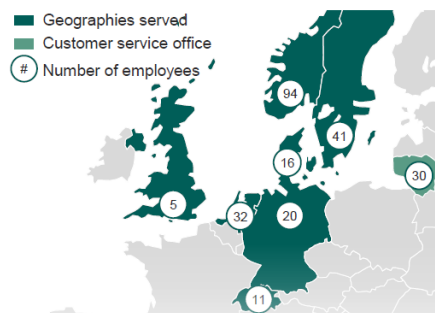 Geographies served
Customer service office
# Number of employees
94
41
16
30
5
32
20
11